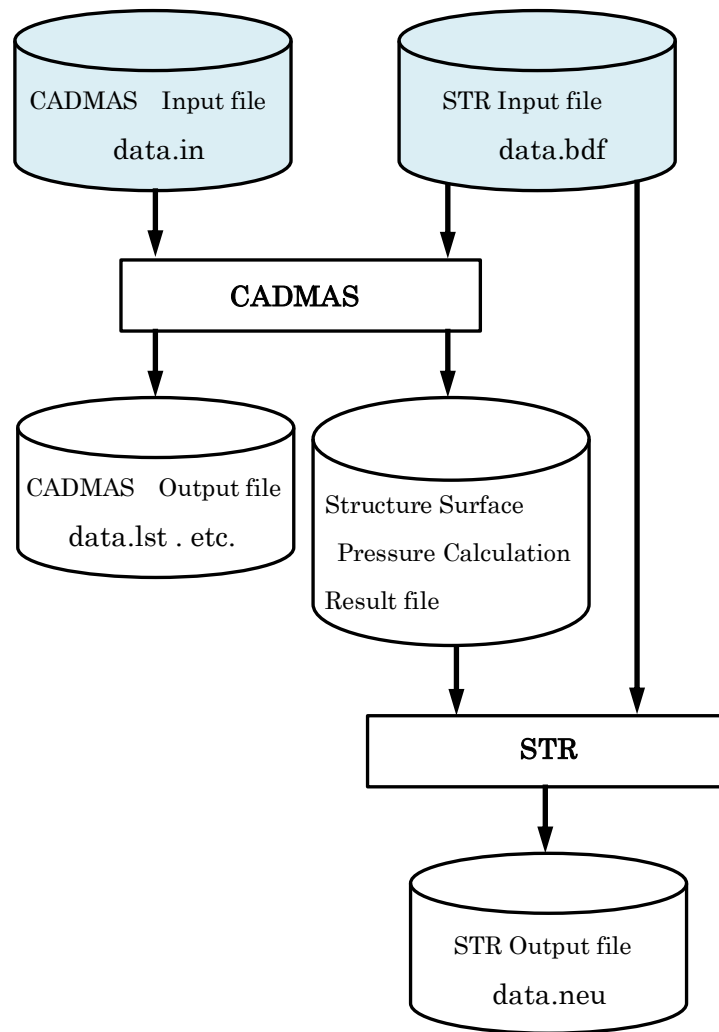 CADMAS Input file
data.in
STR Input file
data.bdf
CADMAS
CADMAS Output file
data.lst . etc.
Structure Surface
Pressure Calculation
Result file
STR
STR Output file
data.neu